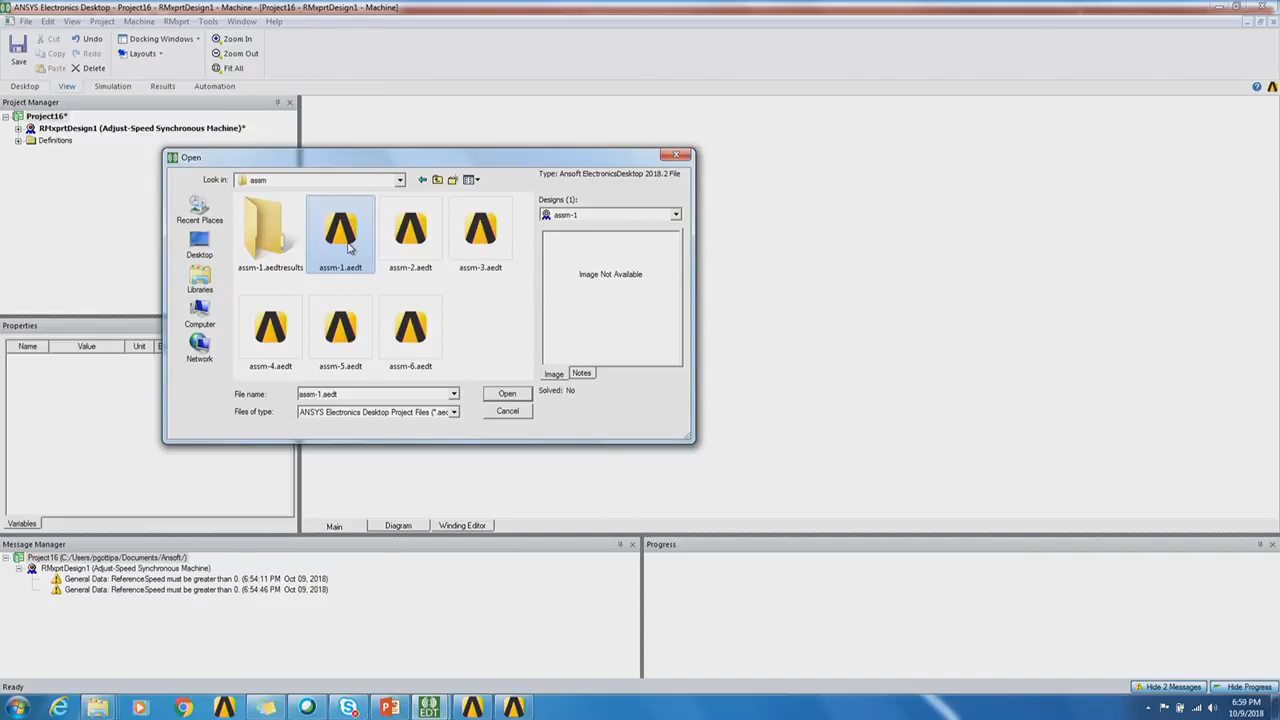 ANSYS Electronics Desktop - Project16 - RMxprtDesign1 - Machine - [Project16 - RMxprtDesign1 - Machine]
File Edit View Project Machine RMxprt Tools Window Help
Save
Cut
Copy
Paste
Undo
Redo
Delete
Docking Windows
Layouts
Zoom In
Zoom Out
Fit All
Desktop View Simulation Results Automation
Project Manager
Project16*
RMxprtDesign1 (Adjust-Speed Synchronous Machine)*
Definitions
Open
Look in: assm
Type: Ansoft ElectronicsDesktop 2018.2 File
Designs (1):
assm-1
Recent Places
Desktop
Libraries
Computer
Network
assm-1.aedtresults assm-1.aedt assm-2.aedt assm-3.aedt
assm-4.aedt assm-5.aedt assm-6.aedt
Image Not Available
Image Notes
Solved: No
File name: assm-1.aedt Open
Files of type: ANSYS Electronics Desktop Project Files (*.aec Cancel
Properties
Name Value Unit
Variables
Main Diagram Winding Editor
Message Manager
Project16 (C:/Users/pgottipa/Documents/Ansoft/)
RMxprtDesign1 (Adjust-Speed Synchronous Machine)
General Data: ReferenceSpeed must be greater than 0. (6:54:11 PM Oct 09, 2018)
General Data: ReferenceSpeed must be greater than 0. (6:54:46 PM Oct 09, 2018)
Progress
Ready
Hide 2 Messages Hide Progress
EDT
6:59 PM
10/9/2018